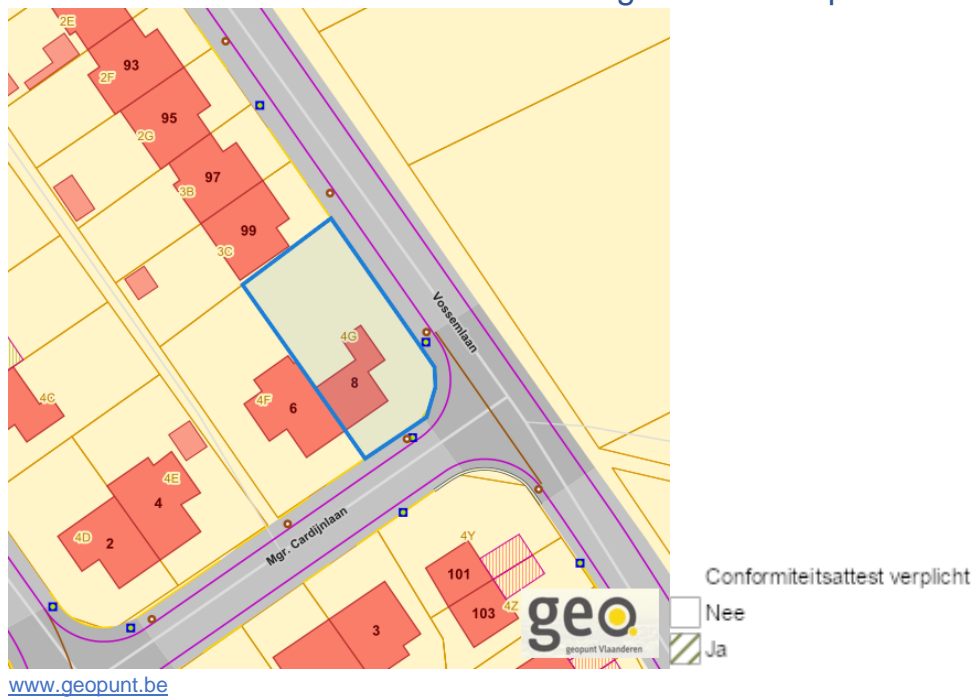 2E
93
2F
95
2G
97
3B
99
3C
Vossemlaan
4G
8
4C
4F
6
4E
4
4D
2
Mgr. Cardijnlaan
4Y
101
103
4Z
3
geo.
geopunt Vlaanderen
Conformiteitsattest verplicht
Nee
Ja
www.geopunt.be